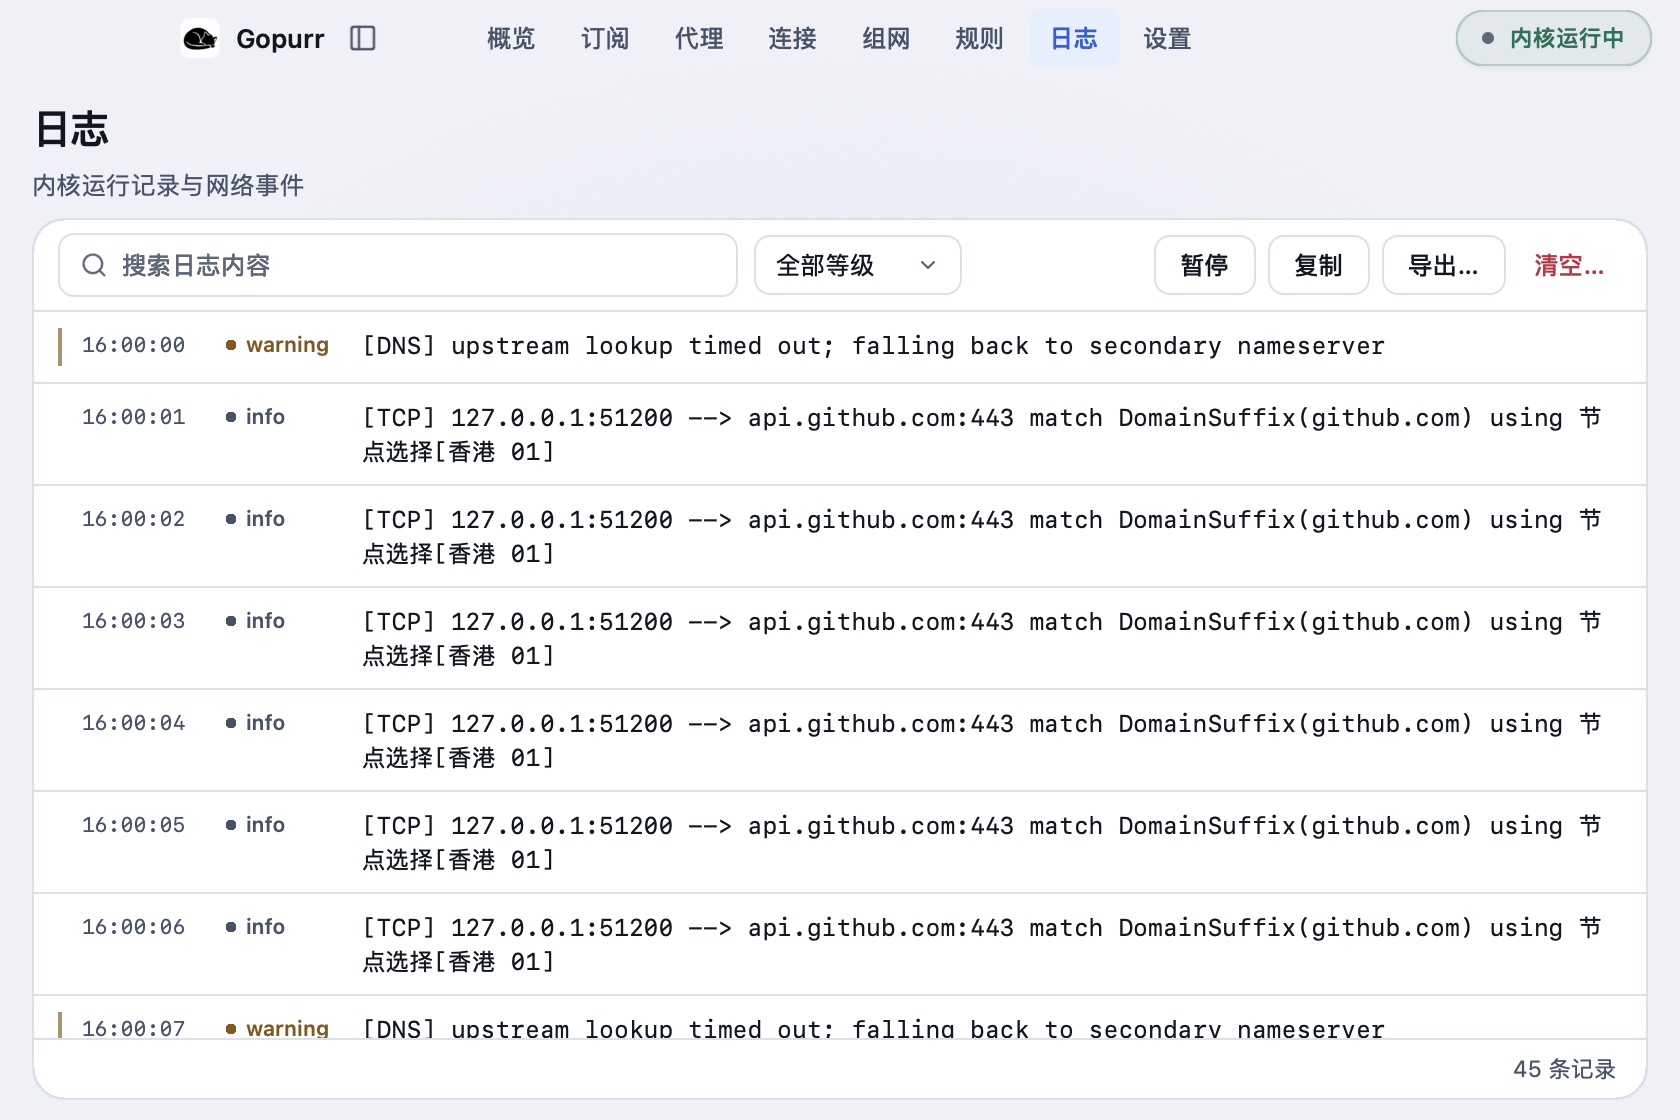 Gopurr 概览 订阅 代理 连接 组网 规则 日志 设置 内核运行中
日志
内核运行记录与网络事件
搜索日志内容 全部等级 暂停 复制 导出... 清空...
16:00:00 warning [DNS] upstream lookup timed out; falling back to secondary nameserver
16:00:01 info [TCP] 127.0.0.1:51200 --> api.github.com:443 match DomainSuffix(github.com) using 节
点选择[香港 01]
16:00:02 info [TCP] 127.0.0.1:51200 --> api.github.com:443 match DomainSuffix(github.com) using 节
点选择[香港 01]
16:00:03 info [TCP] 127.0.0.1:51200 --> api.github.com:443 match DomainSuffix(github.com) using 节
点选择[香港 01]
16:00:04 info [TCP] 127.0.0.1:51200 --> api.github.com:443 match DomainSuffix(github.com) using 节
点选择[香港 01]
16:00:05 info [TCP] 127.0.0.1:51200 --> api.github.com:443 match DomainSuffix(github.com) using 节
点选择[香港 01]
16:00:06 info [TCP] 127.0.0.1:51200 --> api.github.com:443 match DomainSuffix(github.com) using 节
点选择[香港 01]
16:00:07 warning [DNS] upstream lookup timed out; falling back to secondary nameserver
45 条记录